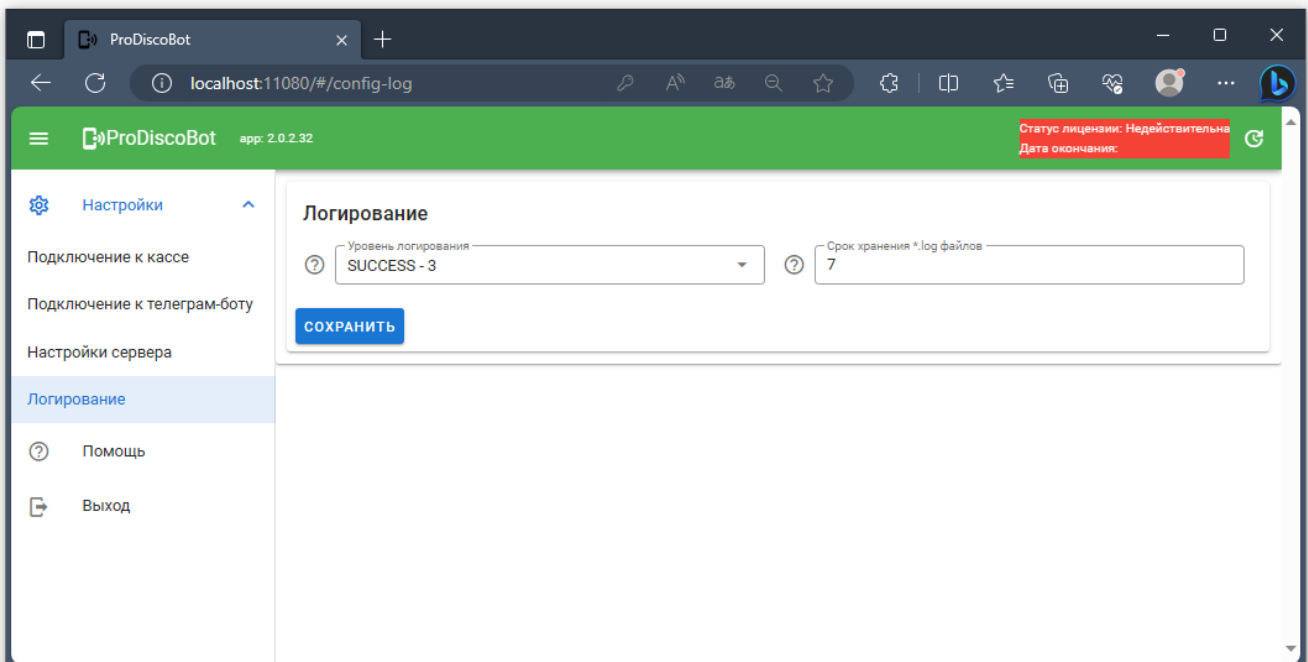 ProDiscoBot
localhost:11080/#/config-log
ProDiscoBot app: 2.0.2.32
Статус лицензии: Недействительна
Дата окончания:
Настройки
Подключение к кассе
Подключение к телеграм-боту
Настройки сервера
Логирование
Помощь
Выход
Логирование
Уровень логирования
SUCCESS - 3
Срок хранения *.log файлов
7
СОХРАНИТЬ